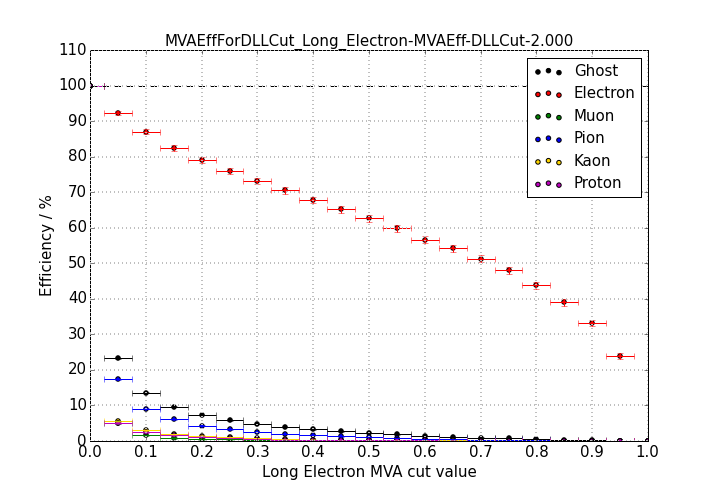 MVAEffForDLLCut_Long_Electron-MVAEff-DLLCut-2.000
110
100
90
80
70
60
50
40
30
20
10
0
Efficiency / %
Ghost
Electron
Muon
Pion
Kaon
Proton
0.0 0.1 0.2 0.3 0.4 0.5 0.6 0.7 0.8 0.9 1.0
Long Electron MVA cut value